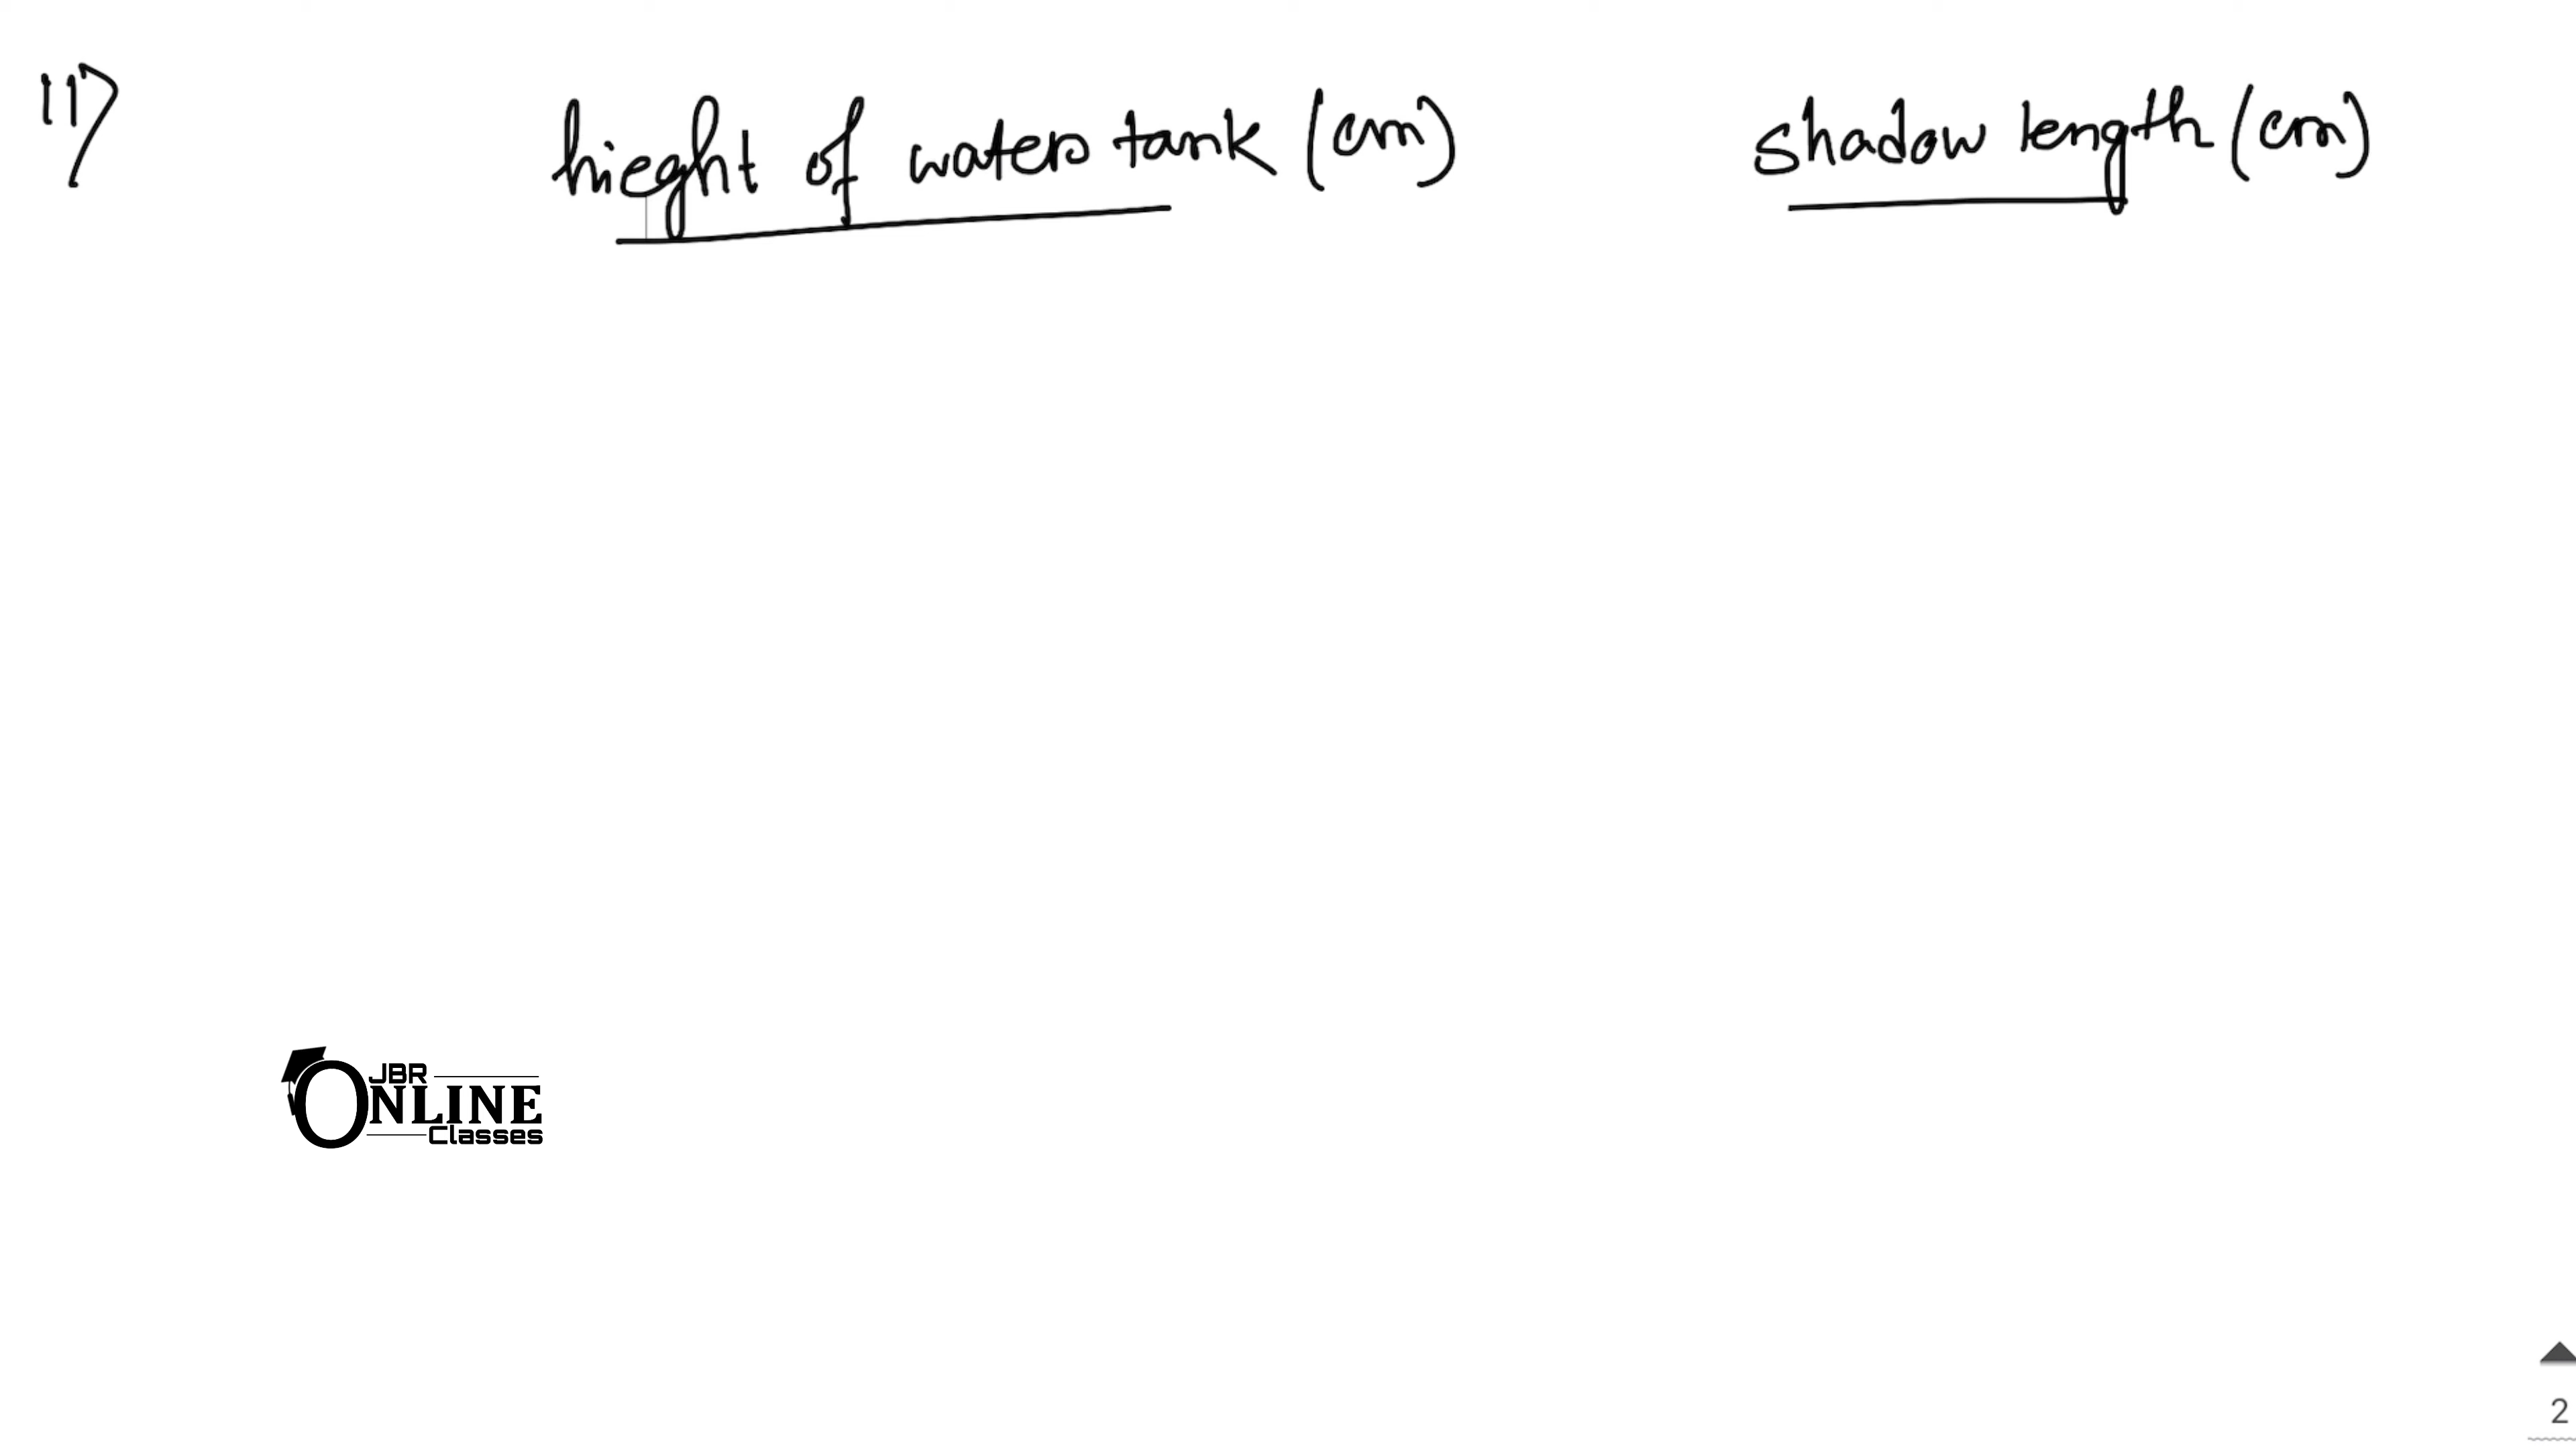 11) hieght of water tank (cm) shadow length (cm)
JBR
ONLINE
Classes
2